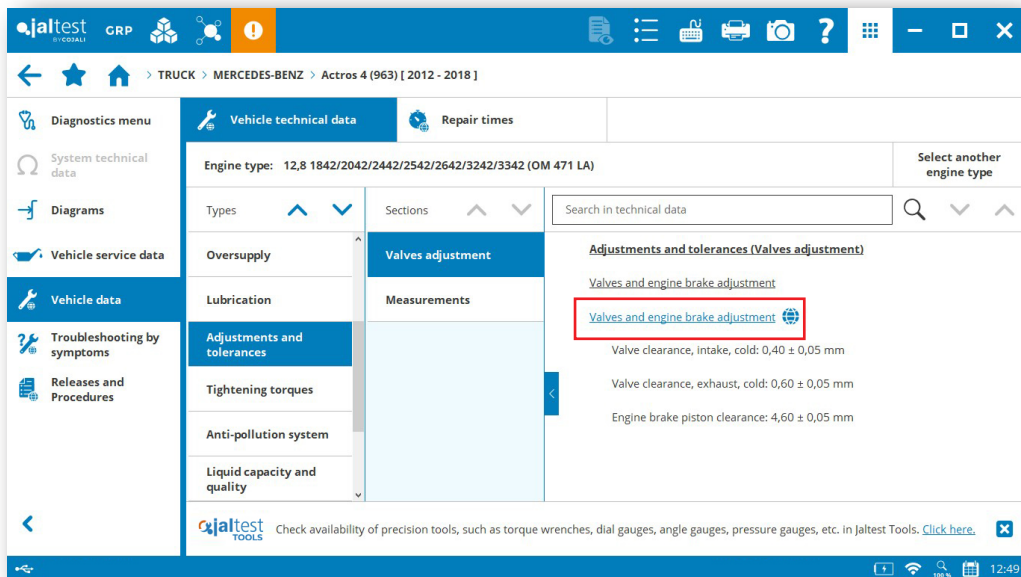 jaltest GRP
BY COJALI
> TRUCK > MERCEDES-BENZ > Actros 4 (963) [ 2012 - 2018 ]
Diagnostics menu
System technical
data
Diagrams
Vehicle service data
Vehicle data
Troubleshooting by
symptoms
Releases and
Procedures
Vehicle technical data
Repair times
Engine type: 12,8 1842/2042/2442/2542/2642/3242/3342 (OM 471 LA)
Select another
engine type
Types
Sections
Search in technical data
Oversupply
Lubrication
Adjustments and
tolerances
Tightening torques
Anti-pollution system
Liquid capacity and
quality
Valves adjustment
Measurements
Adjustments and tolerances (Valves adjustment)
Valves and engine brake adjustment
Valves and engine brake adjustment
Valve clearance, intake, cold: 0,40 ± 0,05 mm
Valve clearance, exhaust, cold: 0,60 ± 0,05 mm
Engine brake piston clearance: 4,60 ± 0,05 mm
jaltest
TOOLS
Check availability of precision tools, such as torque wrenches, dial gauges, angle gauges, pressure gauges, etc. in Jaltest Tools. Click here.
100 %
12:49